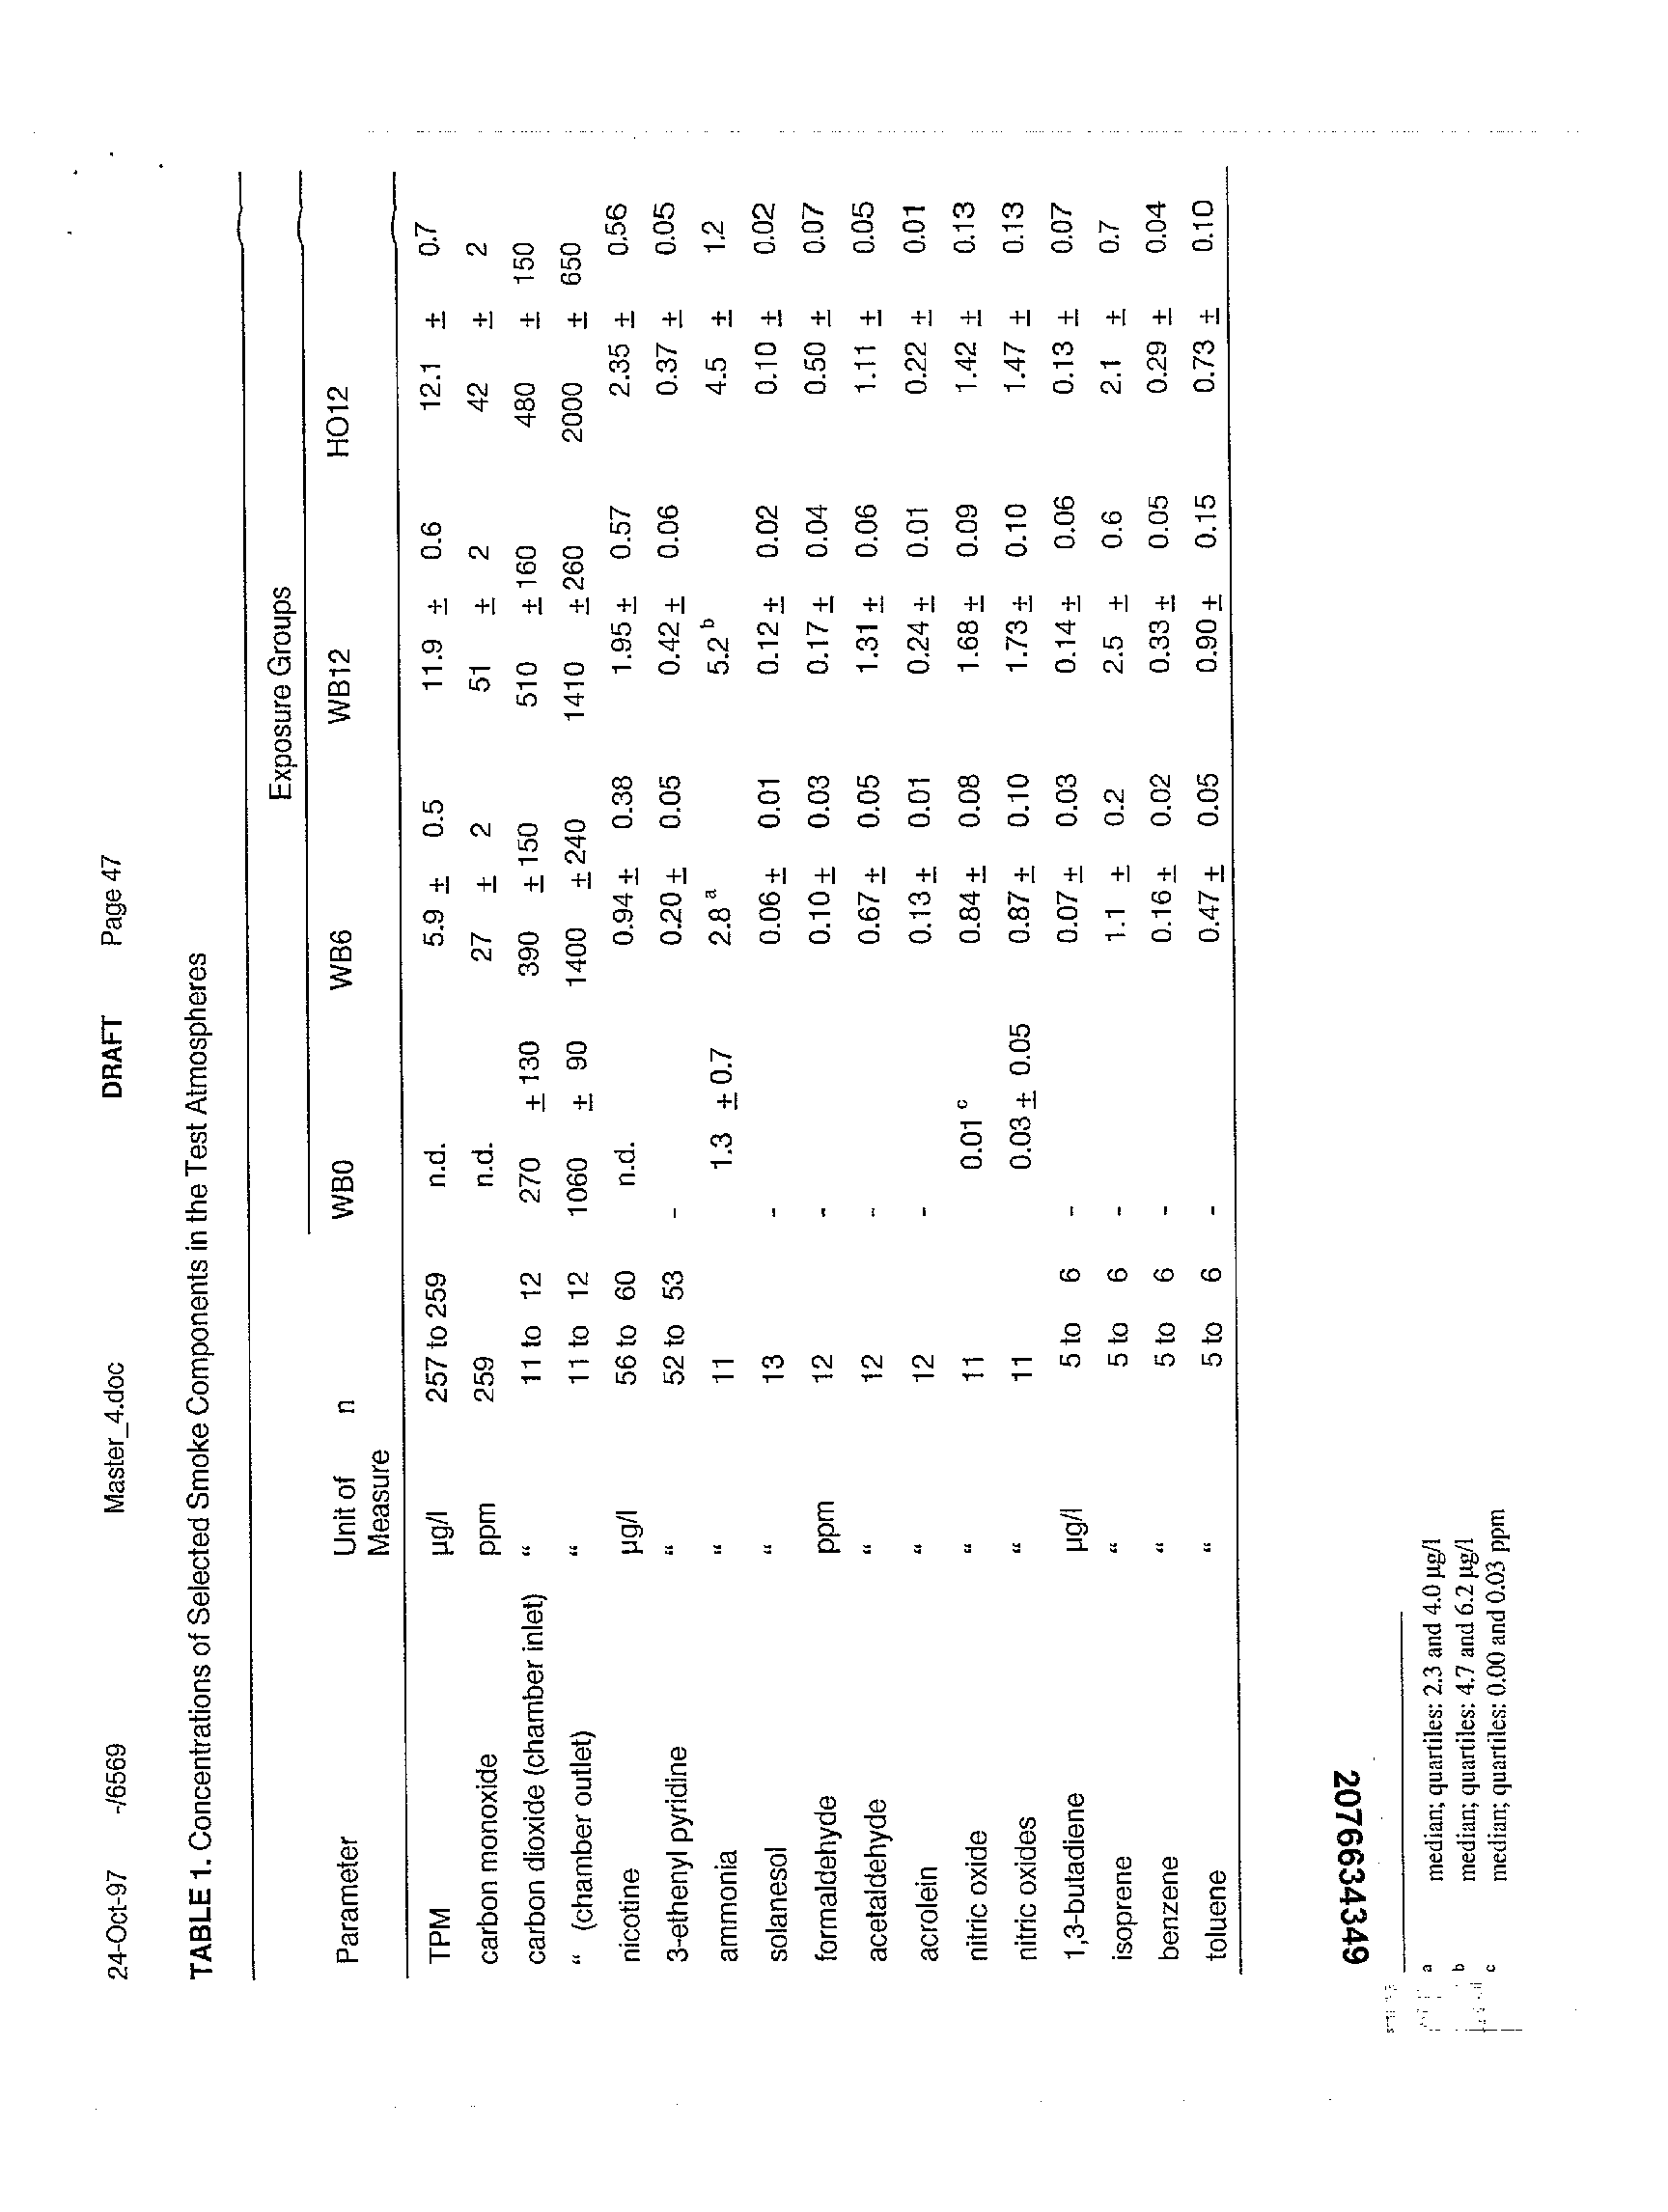 24-Oct-97 -/6569 Master_4.doc DRAFT Page 47
TABLE 1. Concentrations of Selected Smoke Components in the Test Atmospheres
Exposure Groups
Parameter Unit of Measure n WB0 WB6 WB12 HO12
TPM µg/l 257 to 259 n.d. 5.9 ± 0.5 11.9 ± 0.6 12.1 ± 0.7
carbon monoxide ppm 259 n.d. 27 ± 2 51 ± 2 42 ± 2
carbon dioxide (chamber inlet) “ 11 to 12 270 ± 130 390 ± 150 510 ± 160 480 ± 150
“ (chamber outlet) “ 11 to 12 1060 ± 90 1400 ± 240 1410 ± 260 2000 ± 650
nicotine µg/l 56 to 60 n.d. 0.94 ± 0.38 1.95 ± 0.57 2.35 ± 0.56
3-ethenyl pyridine “ 52 to 53 - 0.20 ± 0.05 0.42 ± 0.06 0.37 ± 0.05
ammonia “ 11 1.3 ± 0.7 2.8 a 5.2 b 4.5 ± 1.2
solanesol “ 13 - 0.06 ± 0.01 0.12 ± 0.02 0.10 ± 0.02
formaldehyde ppm 12 - 0.10 ± 0.03 0.17 ± 0.04 0.50 ± 0.07
acetaldehyde “ 12 - 0.67 ± 0.05 1.31 ± 0.06 1.11 ± 0.05
acrolein “ 12 - 0.13 ± 0.01 0.24 ± 0.01 0.22 ± 0.01
nitric oxide “ 11 0.01 c 0.84 ± 0.08 1.68 ± 0.09 1.42 ± 0.13
nitric oxides “ 11 0.03 ± 0.05 0.87 ± 0.10 1.73 ± 0.10 1.47 ± 0.13
1,3-butadiene µg/l 5 to 6 - 0.07 ± 0.03 0.14 ± 0.06 0.13 ± 0.07
isoprene “ 5 to 6 - 1.1 ± 0.2 2.5 ± 0.6 2.1 ± 0.7
benzene “ 5 to 6 - 0.16 ± 0.02 0.33 ± 0.05 0.29 ± 0.04
toluene “ 5 to 6 - 0.47 ± 0.05 0.90 ± 0.15 0.73 ± 0.10
2076634349
a median; quartiles: 2.3 and 4.0 µg/l
b median; quartiles: 4.7 and 6.2 µg/l
c median; quartiles: 0.00 and 0.03 ppm